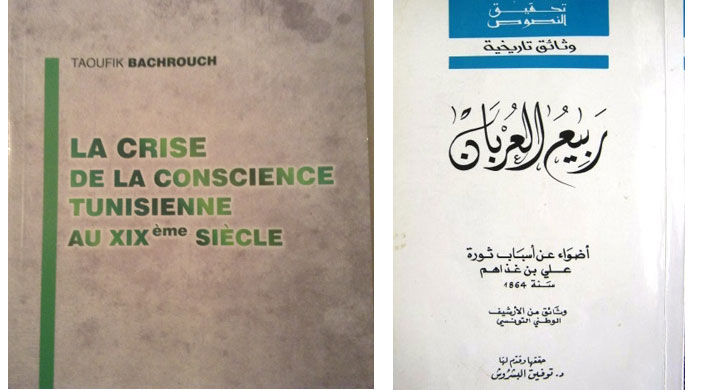 TAOUFIK BACHROUCH
LA CRISE
DE LA CONSCIENCE
TUNISIENNE
AU XIXème SIÈCLE
تحقيق
النصوص
وثائق تاريخية
ربيع العربان
أضواء عن أسباب ثورة
علي بن غذاهم
سنة 1864
وثائق من الأرشيف
الوطني التونسي
حققها وقدم لها
د. توفيق البشروش